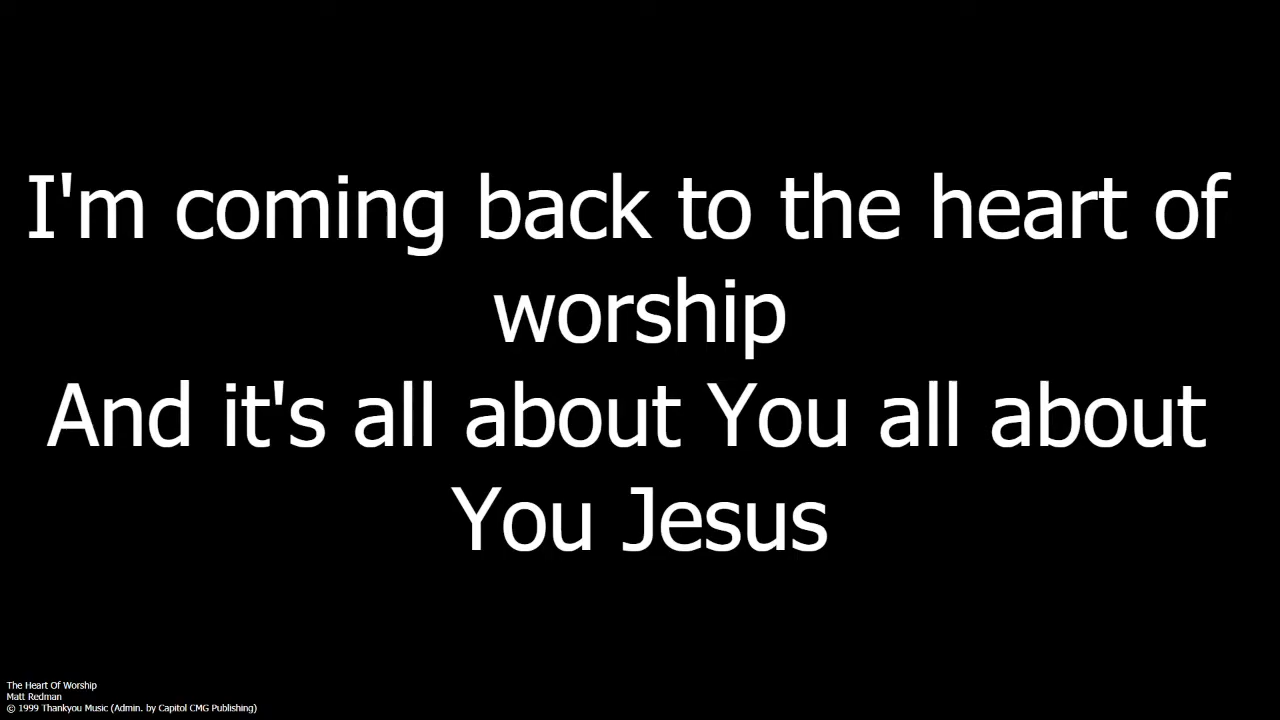 I'm coming back to the heart of
worship
And it's all about You all about
You Jesus
The Heart Of Worship
Matt Redman
© 1999 Thankyou Music (Admin. by Capitol CMG Publishing)